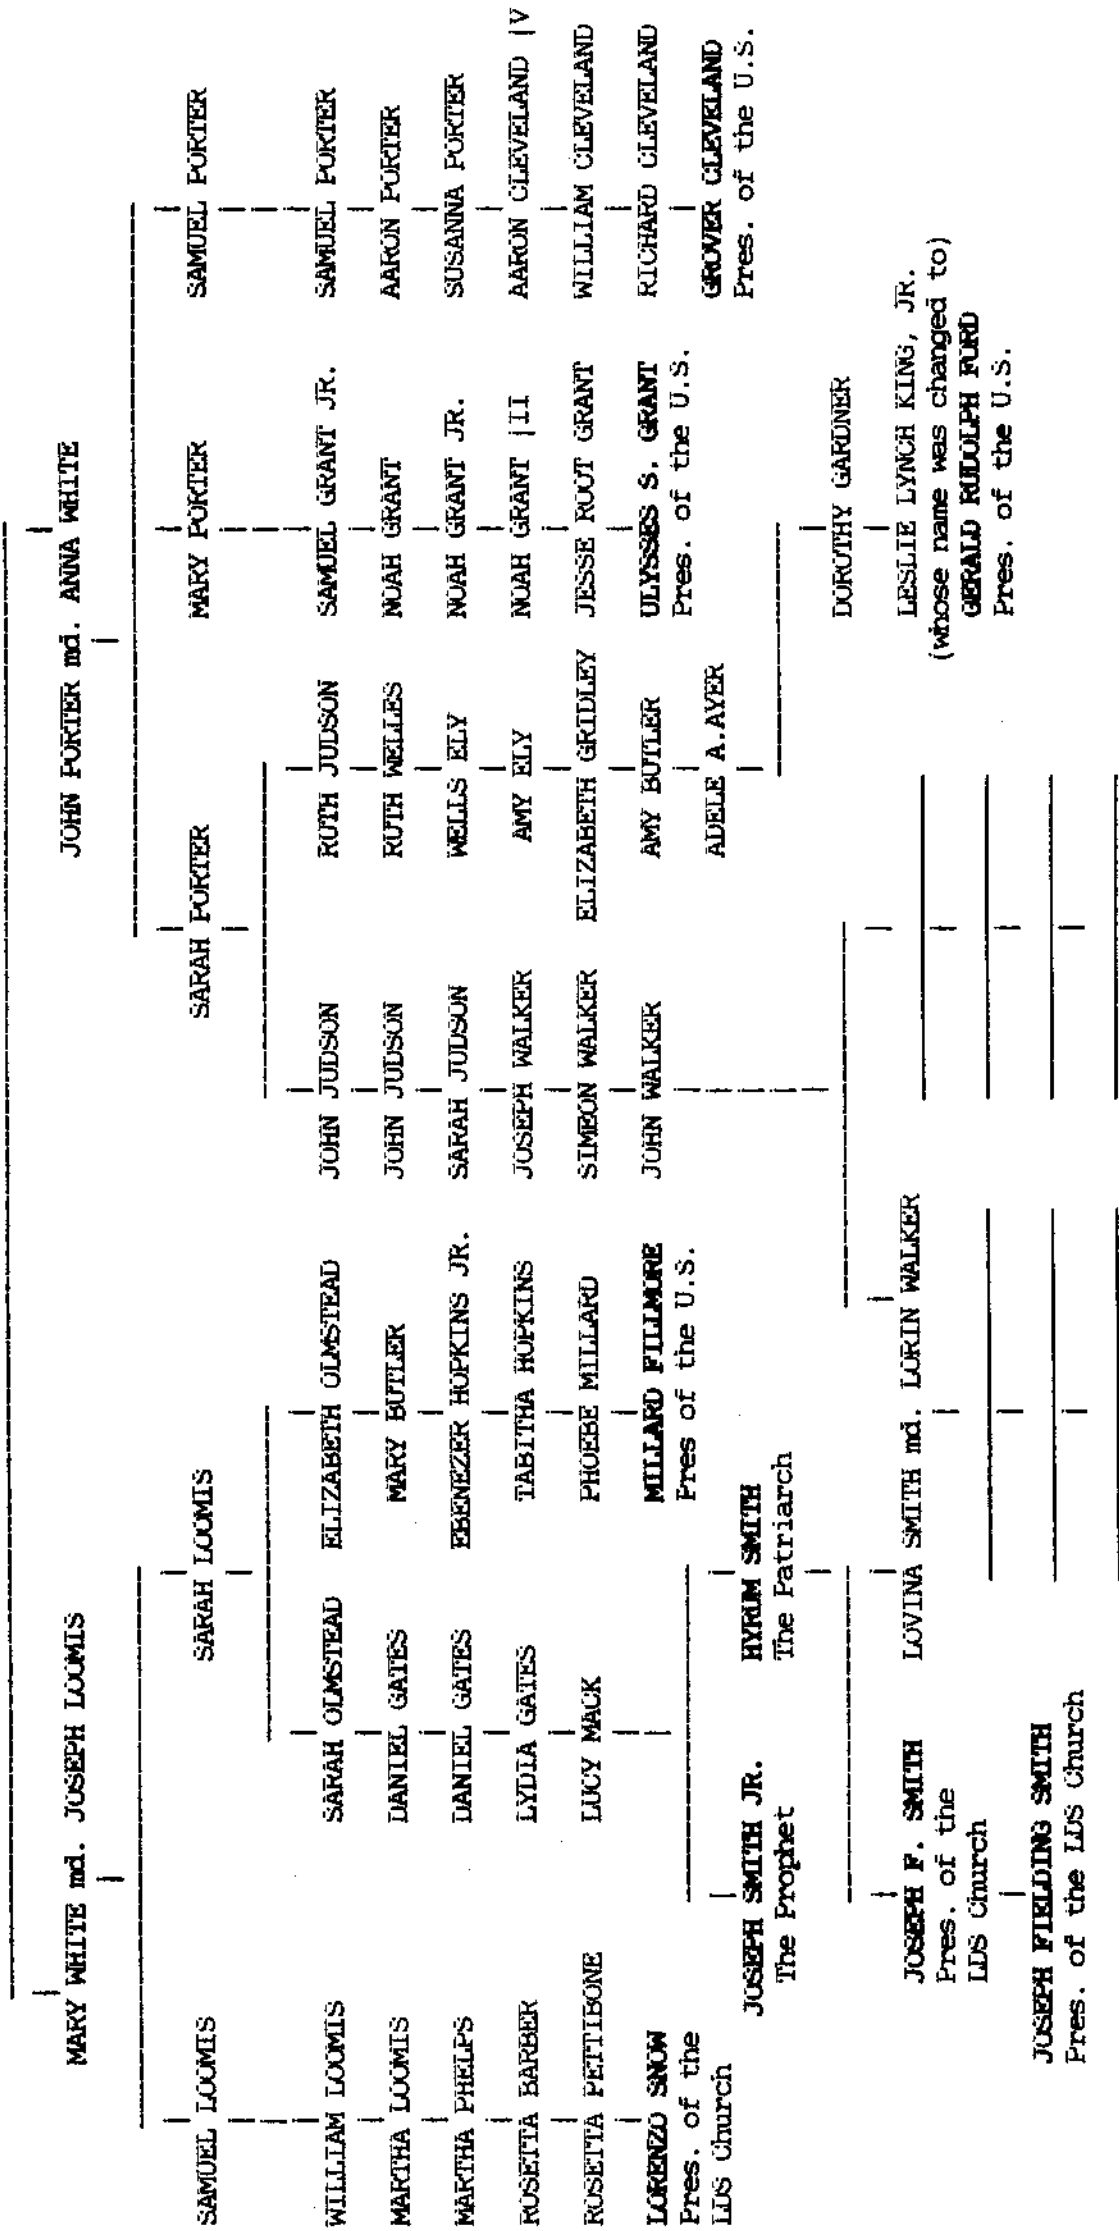 MARY WHITE md. JOSEPH LOOMIS
JOHN PORTER md. ANNA WHITE
SAMUEL LOOMIS
SARAH LOOMIS
SARAH PORTER
MARY PORTER
SAMUEL PORTER
WILLIAM LOOMIS
SARAH OLMSTEAD
ELIZABETH OLMSTEAD
JOHN JUDSON
RUTH JUDSON
SAMUEL GRANT JR.
SAMUEL PORTER
MARTHA LOOMIS
DANIEL GATES
MARY BUTLER
JOHN JUDSON
RUTH WELLES
NOAH GRANT
AARON PORTER
MARTHA PHELPS
DANIEL GATES
EBENEZER HOPKINS JR.
SARAH JUDSON
WELLS ELY
NOAH GRANT JR.
SUSANNA PORTER
ROSETTA BARBER
LYDIA GATES
TABITHA HOPKINS
JOSEPH WALKER
AMY ELY
NOAH GRANT |II
AARON CLEVELAND |V
ROSETTA PETTIBONE
LUCY MACK
PHOEBE MILLARD
SIMEON WALKER
ELIZABETH GRIDLEY
JESSE ROOT GRANT
WILLIAM CLEVELAND
LORENZO SNOW
Pres. of the
LDS Church
MILLARD FILLMORE
Pres of the U.S.
JOHN WALKER
AMY BUTLER
ULYSSES S. GRANT
Pres. of the U.S.
RICHARD CLEVELAND
ADELE A.AYER
GROVER CLEVELAND
Pres. of the U.S.
JOSEPH SMITH JR.
The Prophet
HYRUM SMITH
The Patriarch
DOROTHY GARDNER
JOSEPH F. SMITH
Pres. of the
LDS Church
LOVINA SMITH md. LORIN WALKER
LESLIE LYNCH KING, JR.
(whose name was changed to)
GERALD RUDOLPH FORD
Pres. of the U.S.
JOSEPH FIELDING SMITH
Pres. of the LDS Church